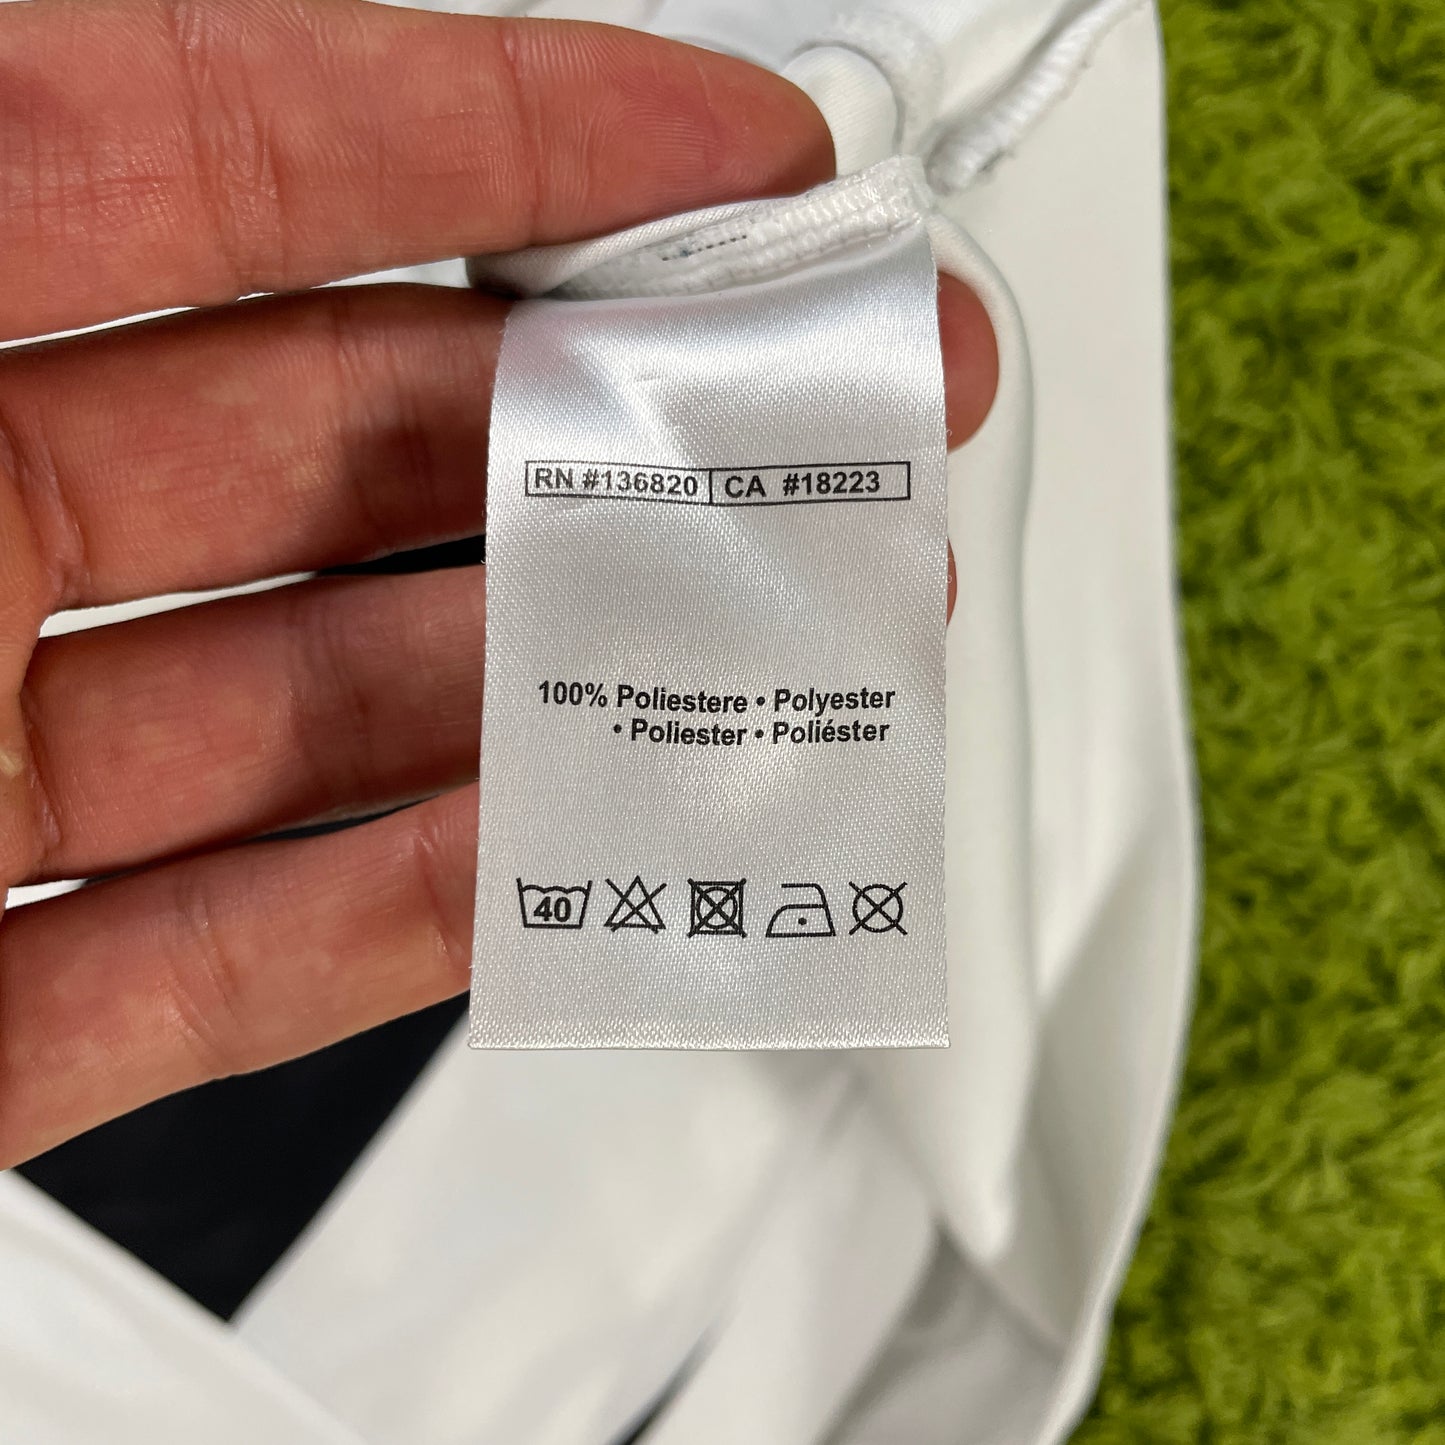 RN #136820 CA #18223
100% Poliestere • Polyester
• Poliester • Poliéster
40